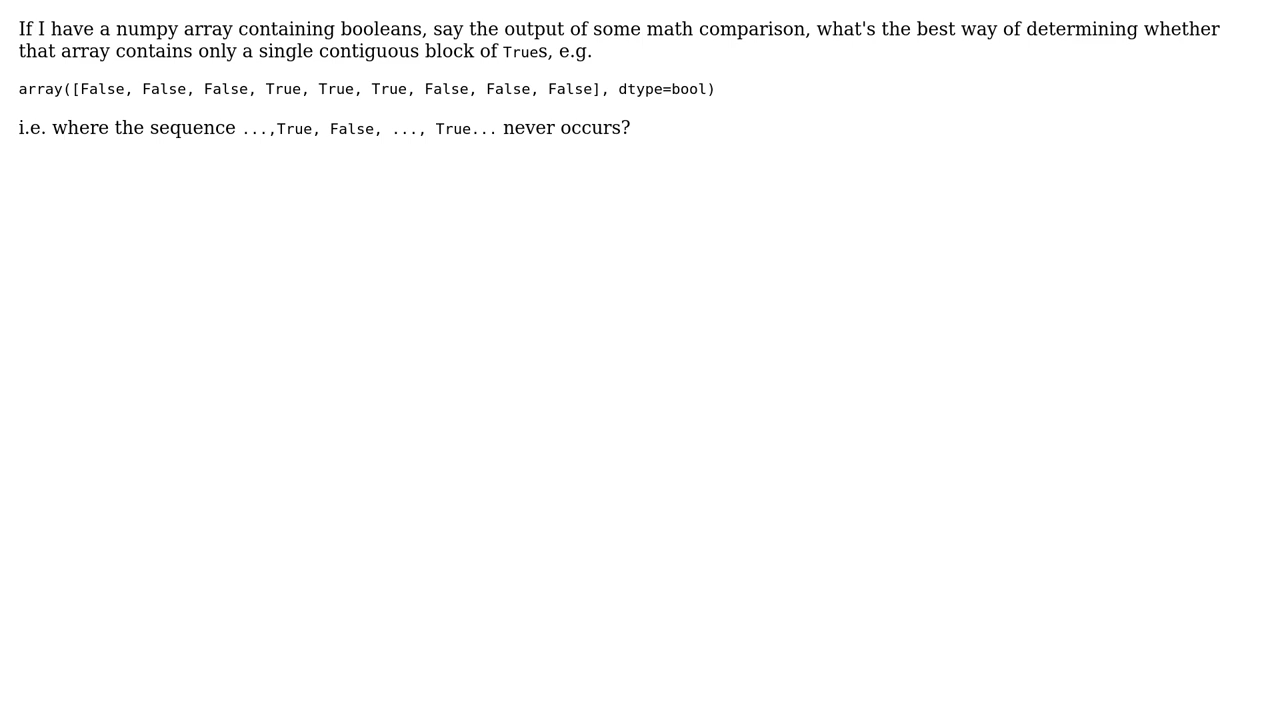 If I have a numpy array containing booleans, say the output of some math comparison, what's the best way of determining whether
that array contains only a single contiguous block of Trues, e.g.
array([False, False, False, True, True, True, False, False, False], dtype=bool)
i.e. where the sequence ...,True, False, ..., True... never occurs?